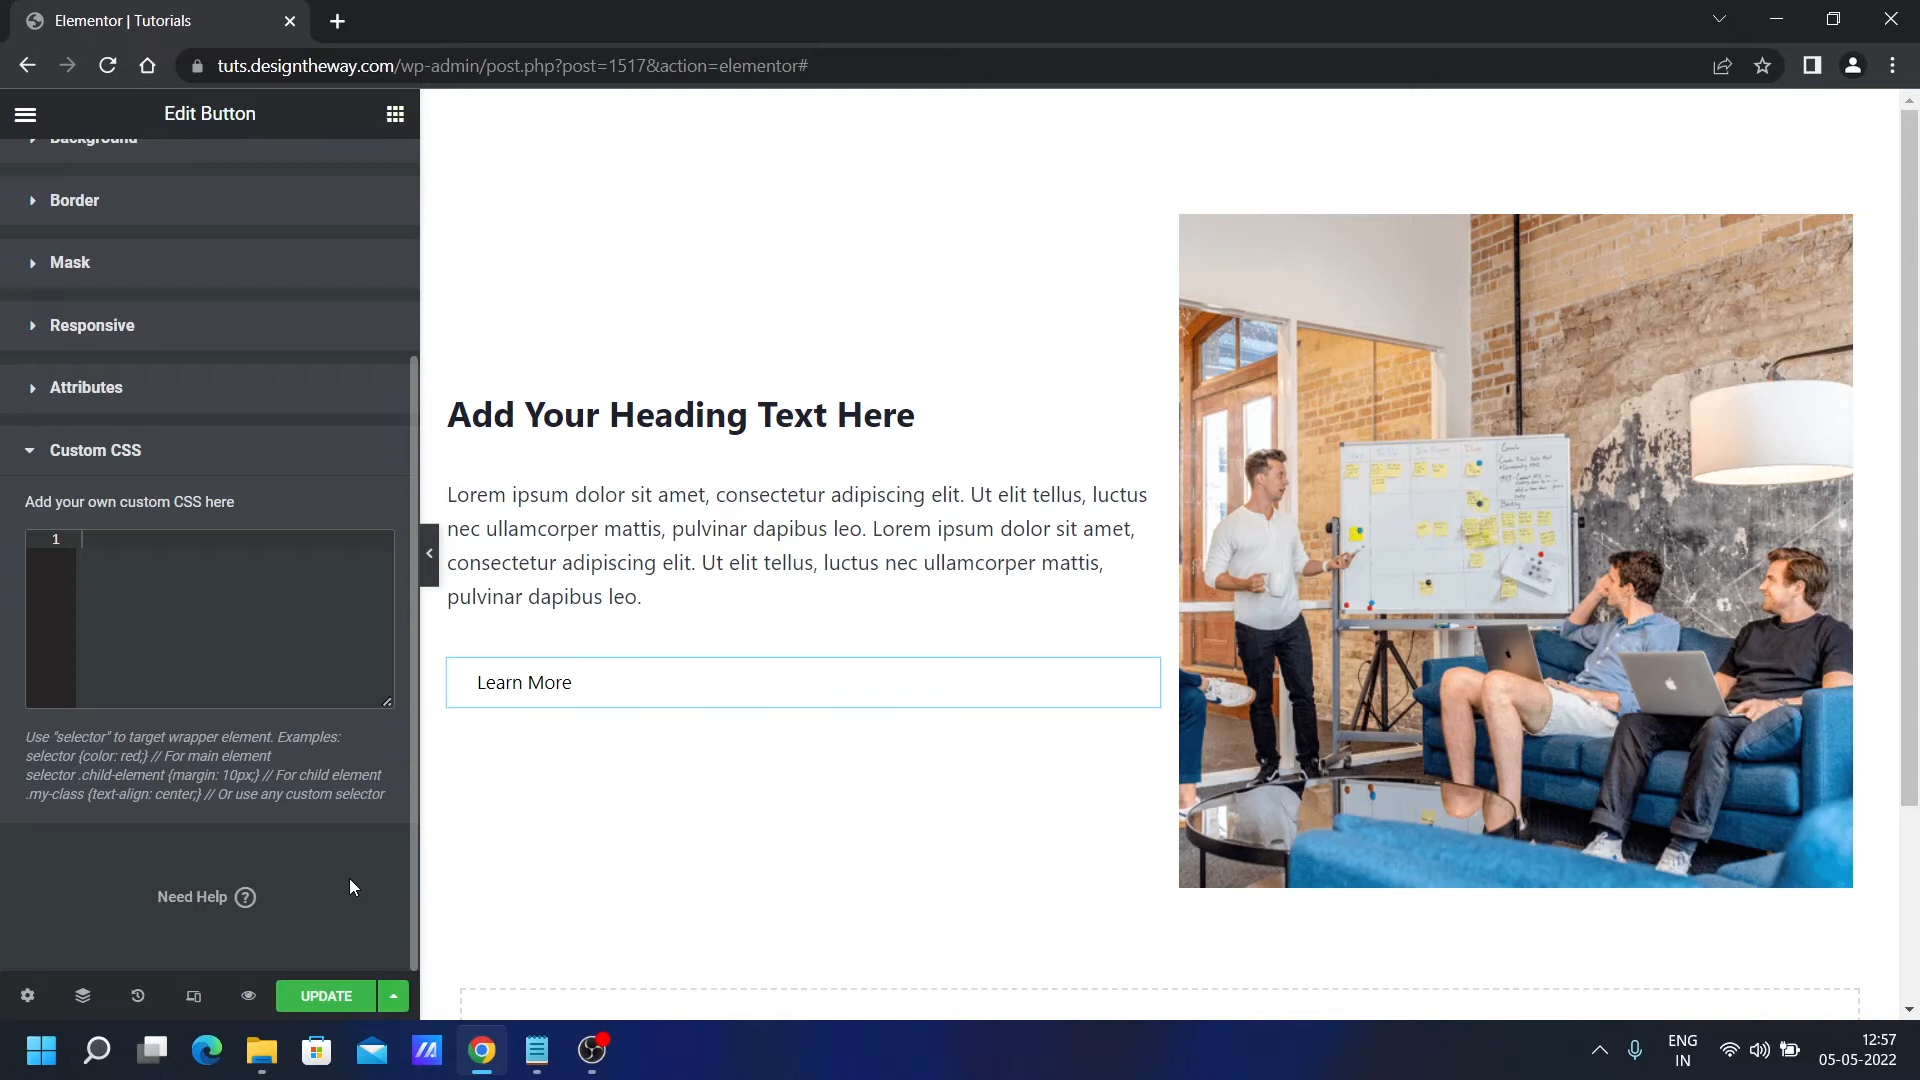 Elementor | Tutorials
tuts.designtheway.com/wp-admin/post.php?post=1517&action=elementor#
Edit Button
Background
Border
Mask
Responsive
Attributes
Custom CSS
Add your own custom CSS here
1
Use "selector" to target wrapper element. Examples:
selector {color: red;} // For main element
selector .child-element {margin: 10px;} // For child element
.my-class {text-align: center;} // Or use any custom selector
Need Help ?
UPDATE
Add Your Heading Text Here
Lorem ipsum dolor sit amet, consectetur adipiscing elit. Ut elit tellus, luctus
nec ullamcorper mattis, pulvinar dapibus leo. Lorem ipsum dolor sit amet,
consectetur adipiscing elit. Ut elit tellus, luctus nec ullamcorper mattis,
pulvinar dapibus leo.
Learn More
ENG
IN
12:57
05-05-2022